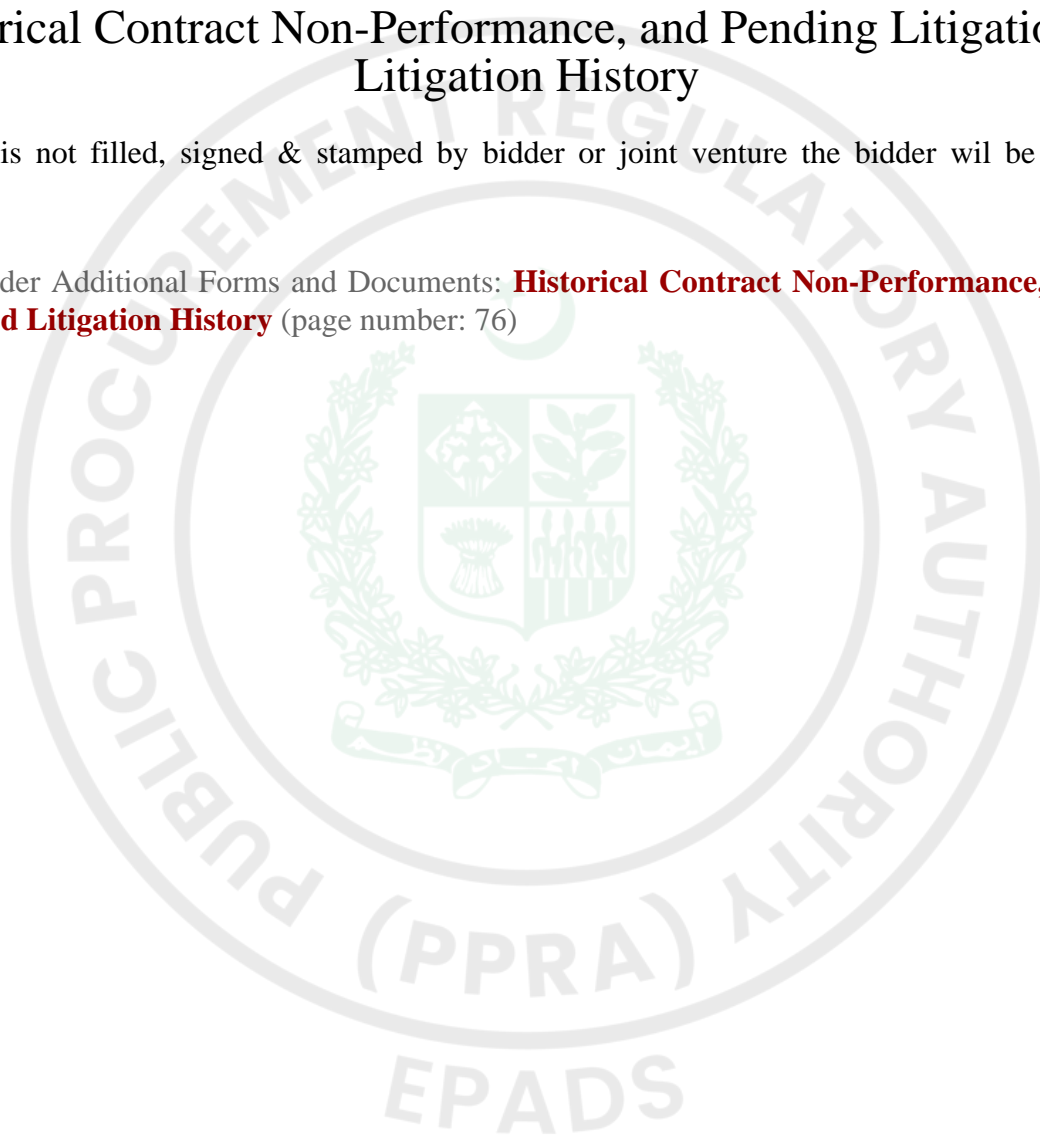 rical Contract Non-Performance, and Pending Litigatio
Litigation History
is not filled, signed & stamped by bidder or joint venture the bidder wil be
der Additional Forms and Documents: Historical Contract Non-Performance,
d Litigation History (page number: 76)
PUBLIC PROCUREMENT REGULATORY AUTHORITY
(PPRA)
EPADS